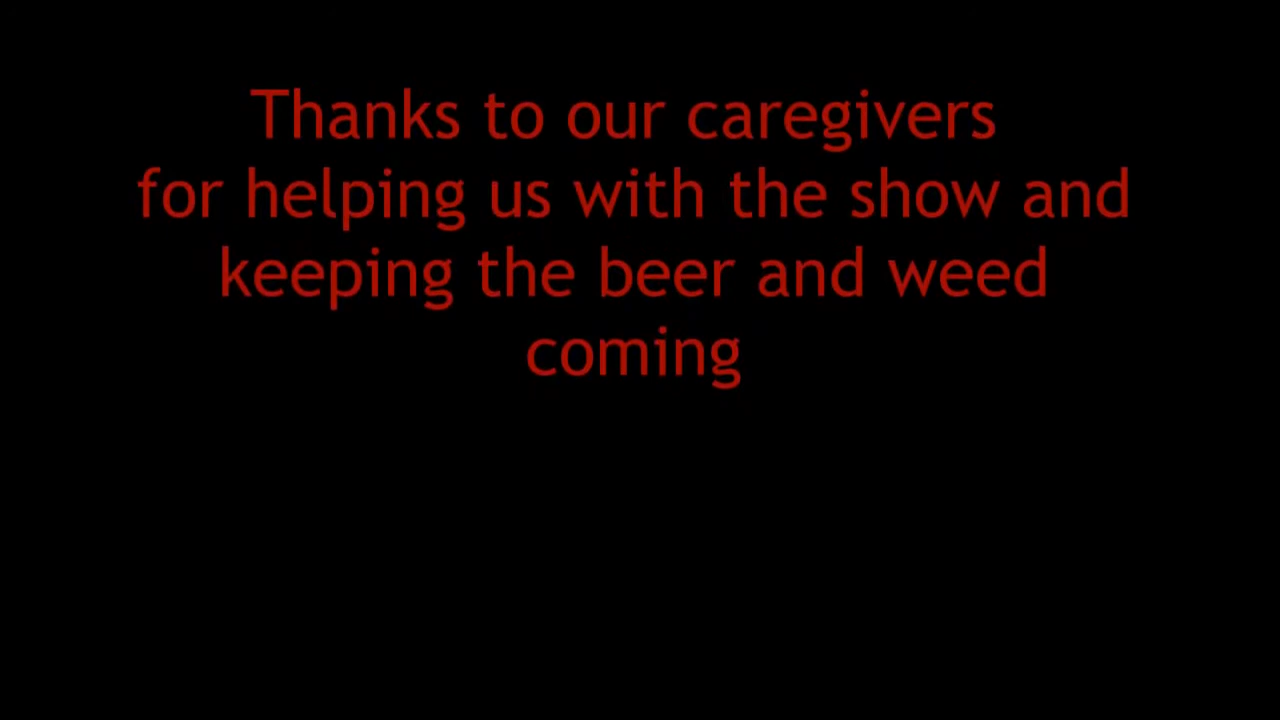 Thanks to our caregivers
for helping us with the show and
keeping the beer and weed
coming